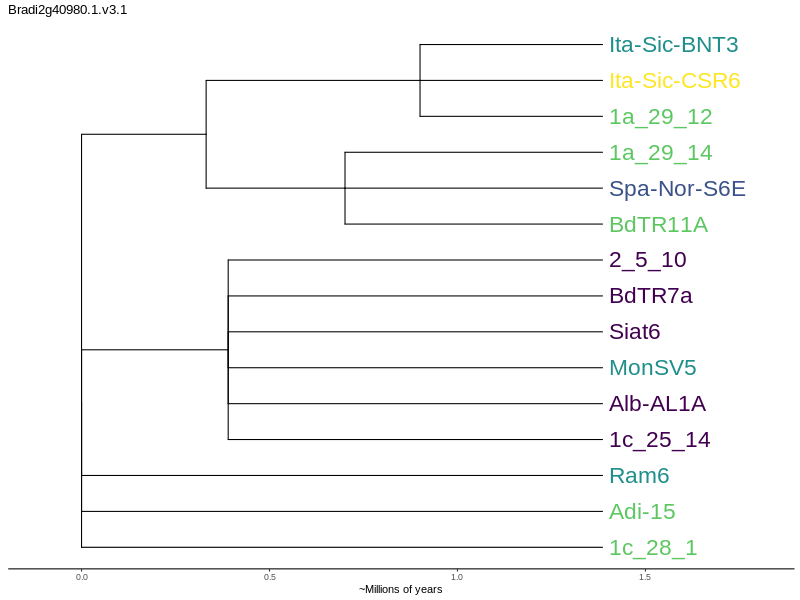 Bradi2g40980.1.v3.1
Ita-Sic-BNT3
Ita-Sic-CSR6
1a_29_12
1a_29_14
Spa-Nor-S6E
BdTR11A
2_5_10
BdTR7a
Siat6
MonSV5
Alb-AL1A
1c_25_14
Ram6
Adi-15
1c_28_1
0.0 0.5 1.0 1.5
~Millions of years